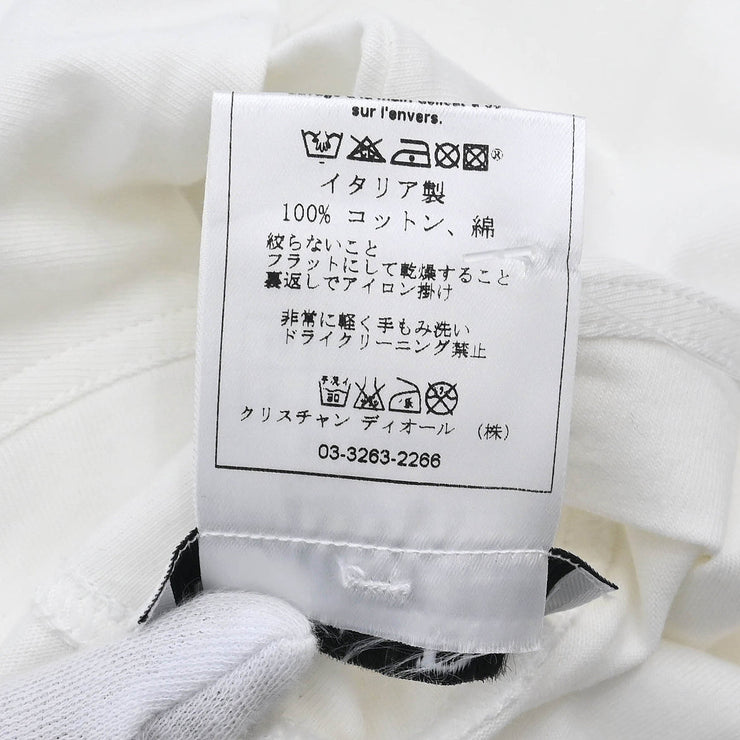 sur l'envers.
イタリア製
100% コットン、綿
絞らないこと
フラットにして乾燥すること
裏返しでアイロン掛け
非常に軽く手もみ洗い
ドライクリーニング禁止
クリスチャン ディオール (株)
03-3263-2266